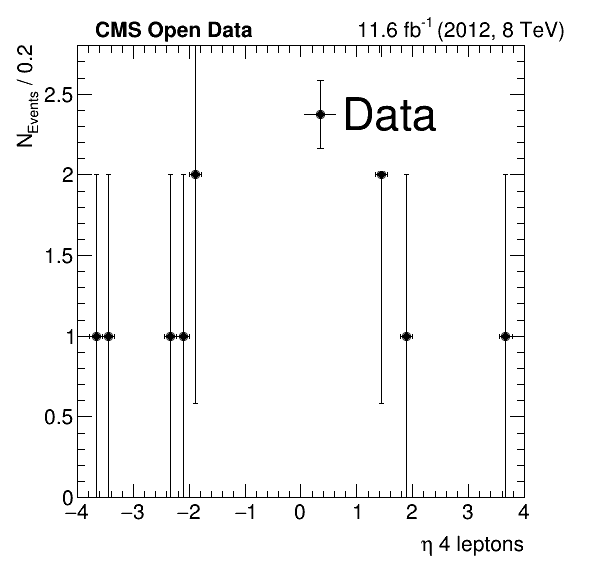 CMS Open Data 11.6 fb⁻¹ (2012, 8 TeV)
N_Events / 0.2
Data
2.5
2
1.5
1
0.5
0
−4 −3 −2 −1 0 1 2 3 4
η 4 leptons